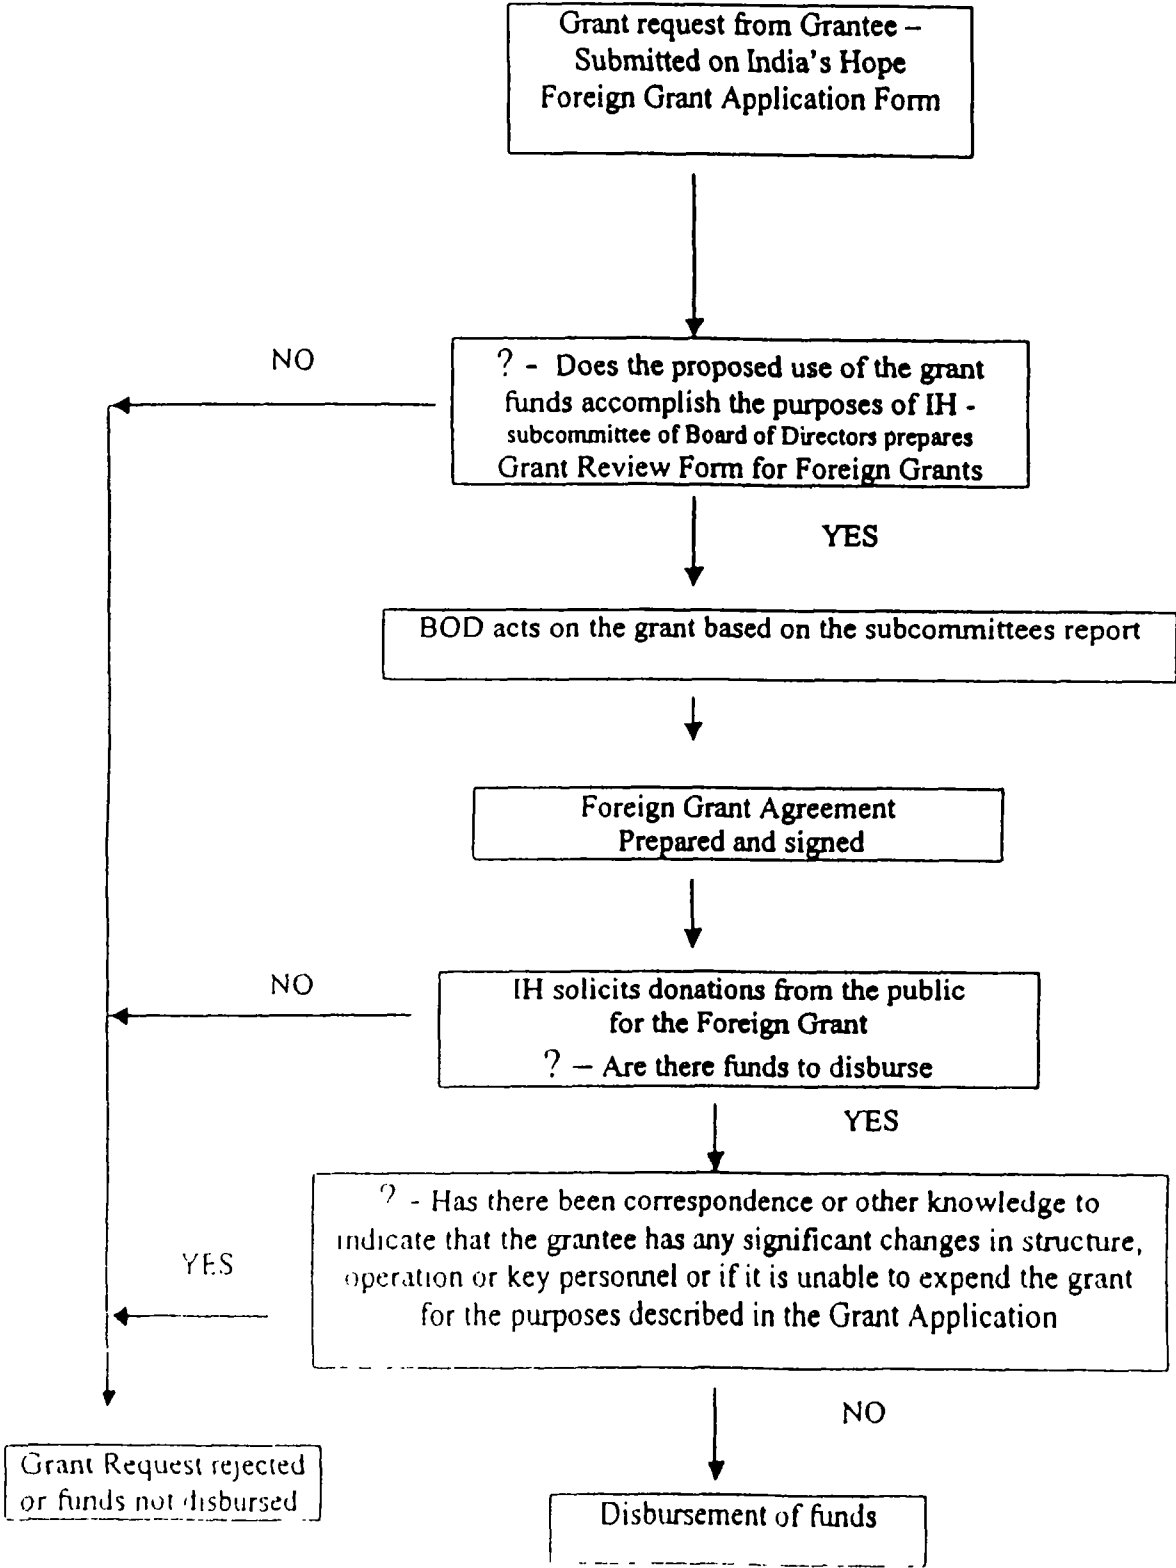 Grant request from Grantee –
Submitted on India's Hope
Foreign Grant Application Form
NO
? - Does the proposed use of the grant
funds accomplish the purposes of IH -
subcommittee of Board of Directors prepares
Grant Review Form for Foreign Grants
YES
BOD acts on the grant based on the subcommittees report
Foreign Grant Agreement
Prepared and signed
NO
IH solicits donations from the public
for the Foreign Grant
? – Are there funds to disburse
YES
? - Has there been correspondence or other knowledge to
indicate that the grantee has any significant changes in structure,
YES
operation or key personnel or if it is unable to expend the grant
for the purposes described in the Grant Application
NO
Grant Request rejected
or funds not disbursed
Disbursement of funds